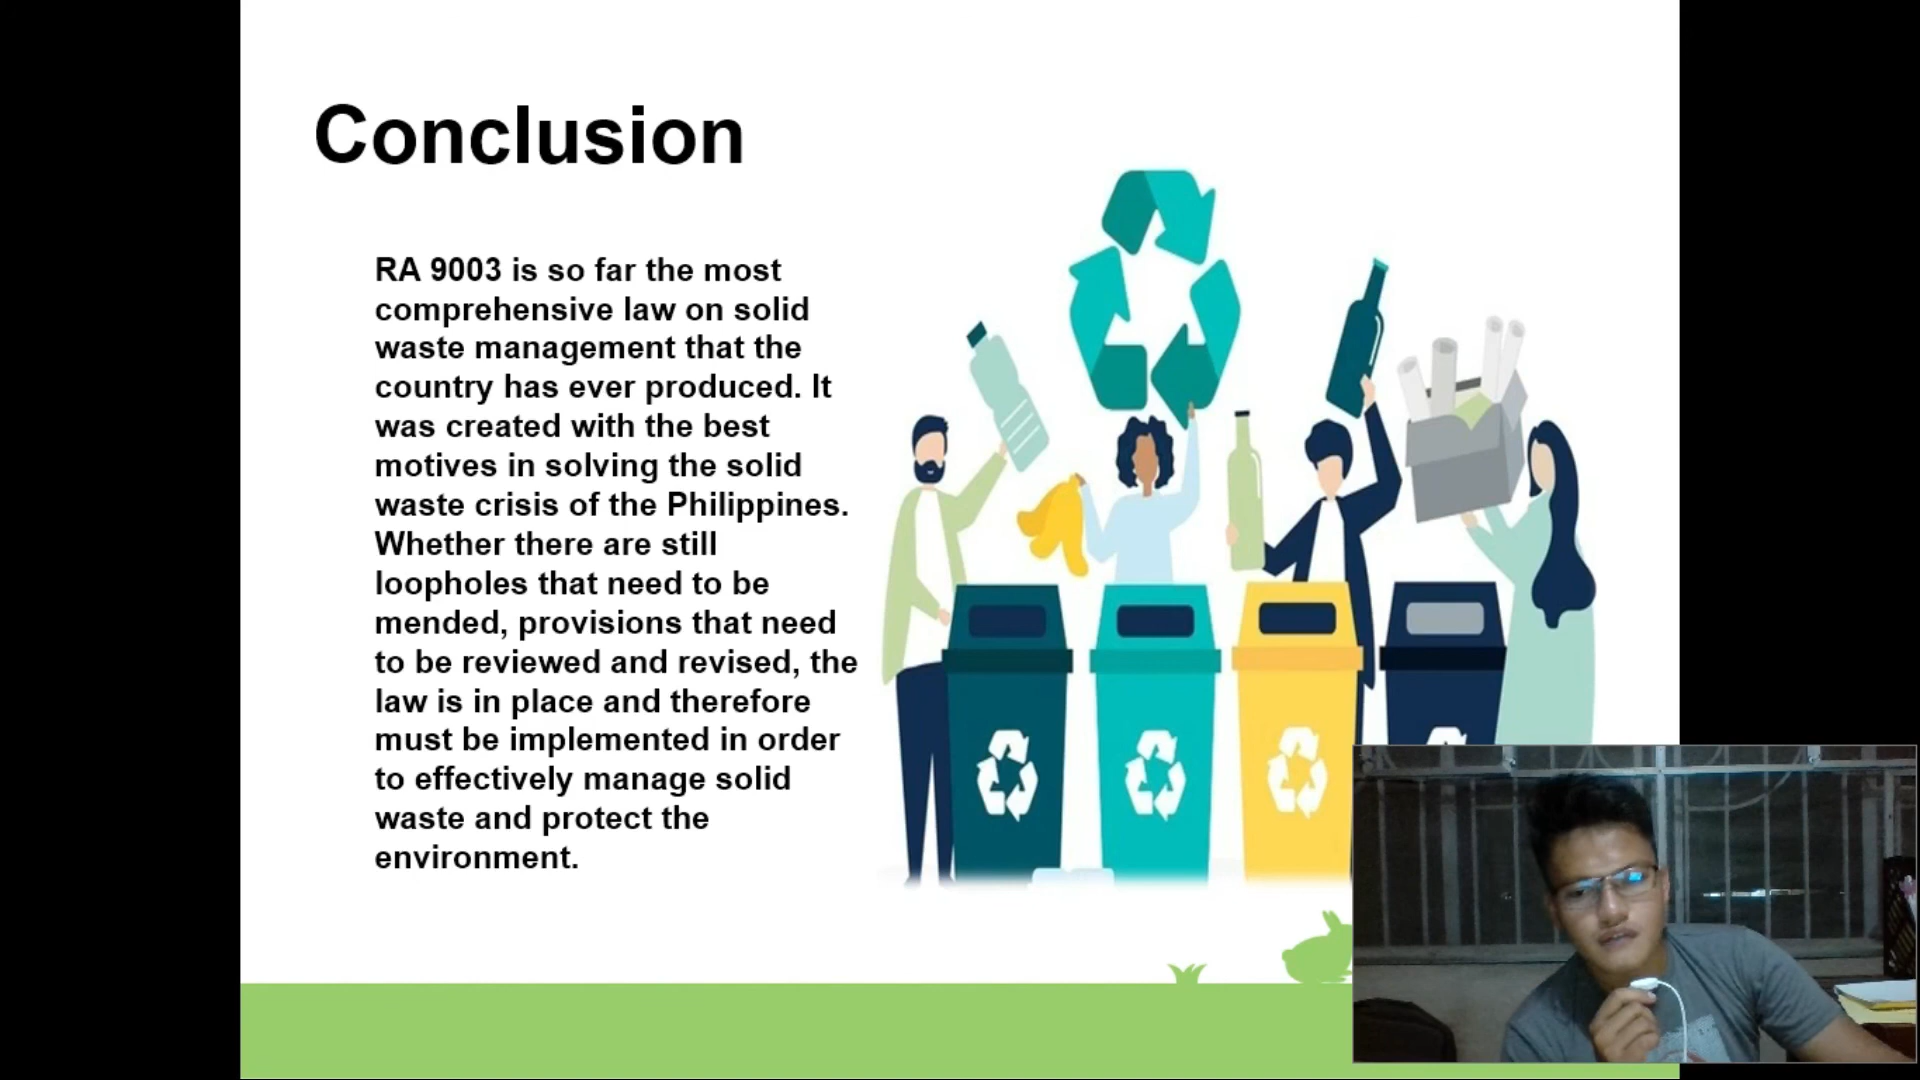 Conclusion
RA 9003 is so far the most
comprehensive law on solid
waste management that the
country has ever produced. It
was created with the best
motives in solving the solid
waste crisis of the Philippines.
Whether there are still
loopholes that need to be
mended, provisions that need
to be reviewed and revised, the
law is in place and therefore
must be implemented in order
to effectively manage solid
waste and protect the
environment.